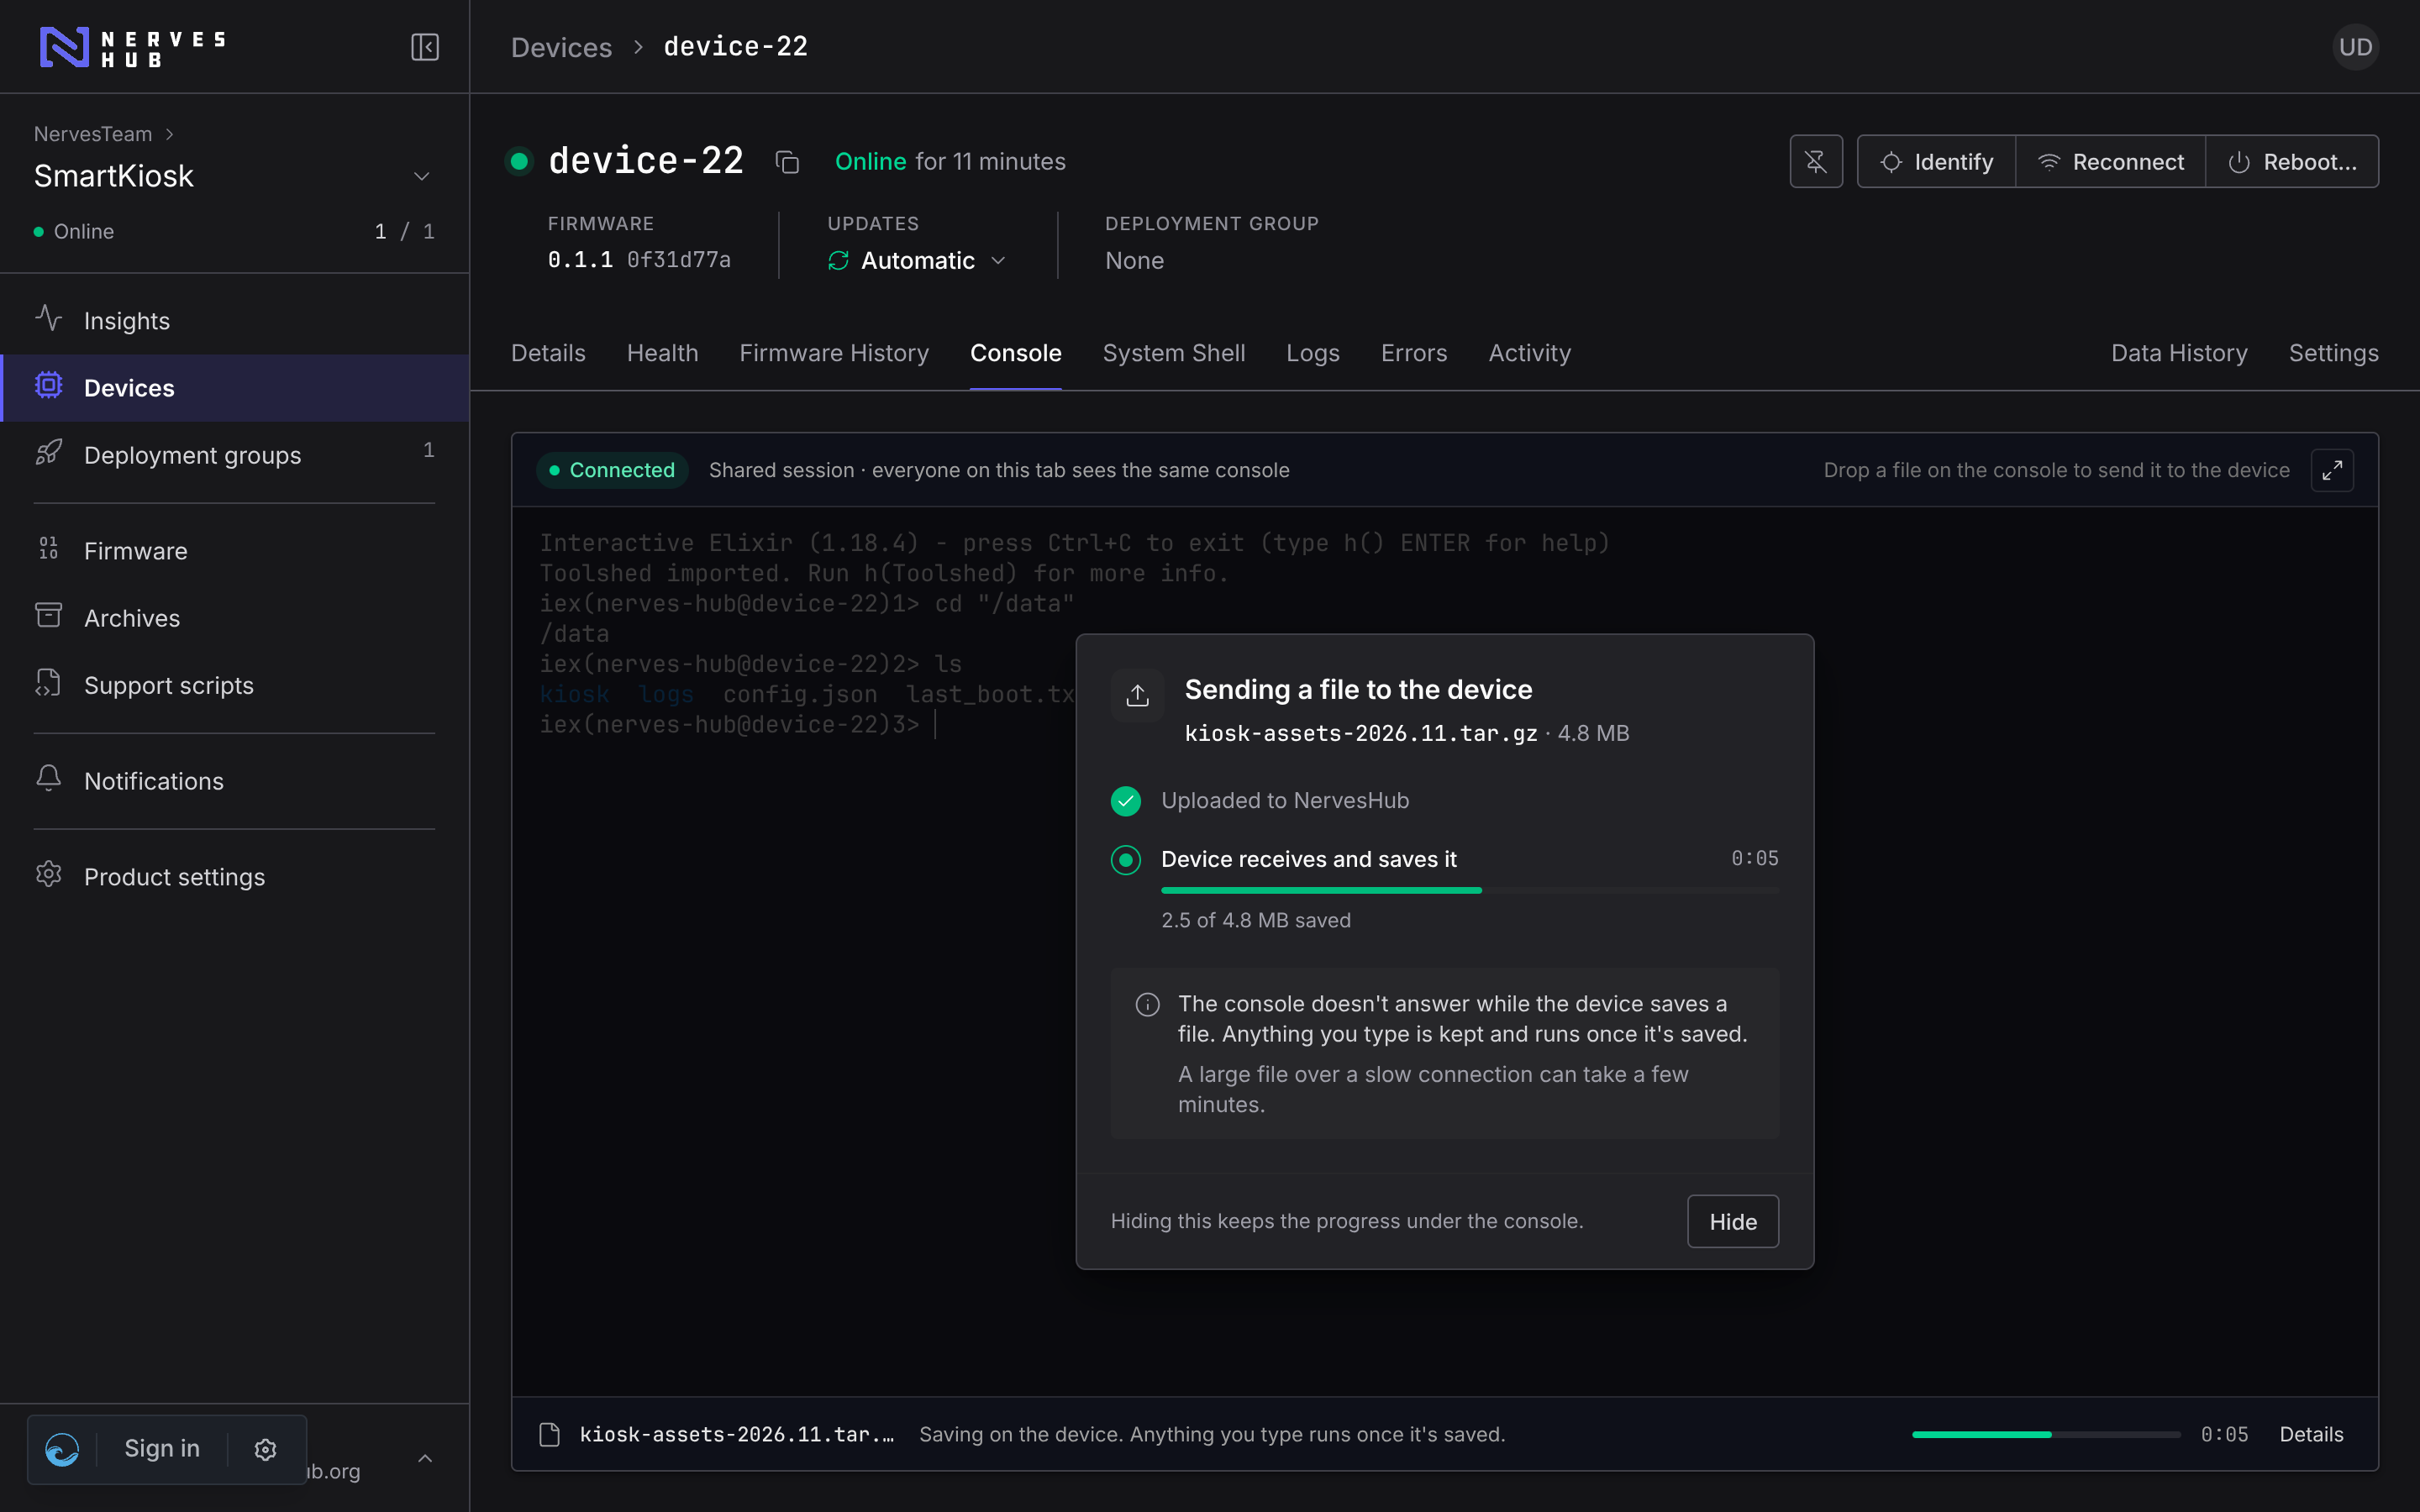 NERVES
HUB
Devices > device-22
UD
NervesTeam >
SmartKiosk
Online 1 / 1
Insights
Devices
Deployment groups 1
Firmware
Archives
Support scripts
Notifications
Product settings
Sign in
ub.org
device-22 Online for 11 minutes
Identify Reconnect Reboot...
FIRMWARE UPDATES DEPLOYMENT GROUP
0.1.1 0f31d77a Automatic None
Details Health Firmware History Console System Shell Logs Errors Activity Data History Settings
Connected Shared session · everyone on this tab sees the same console Drop a file on the console to send it to the device
Interactive Elixir (1.18.4) - press Ctrl+C to exit (type h() ENTER for help)
Toolshed imported. Run h(Toolshed) for more info.
iex(nerves-hub@device-22)1> cd "/data"
/data
iex(nerves-hub@device-22)2> ls
kiosk logs config.json last_boot.tx
iex(nerves-hub@device-22)3>
Sending a file to the device
kiosk-assets-2026.11.tar.gz · 4.8 MB
Uploaded to NervesHub
Device receives and saves it 0:05
2.5 of 4.8 MB saved
The console doesn't answer while the device saves a
file. Anything you type is kept and runs once it's saved.
A large file over a slow connection can take a few
minutes.
Hiding this keeps the progress under the console. Hide
kiosk-assets-2026.11.tar.… Saving on the device. Anything you type runs once it's saved. 0:05 Details